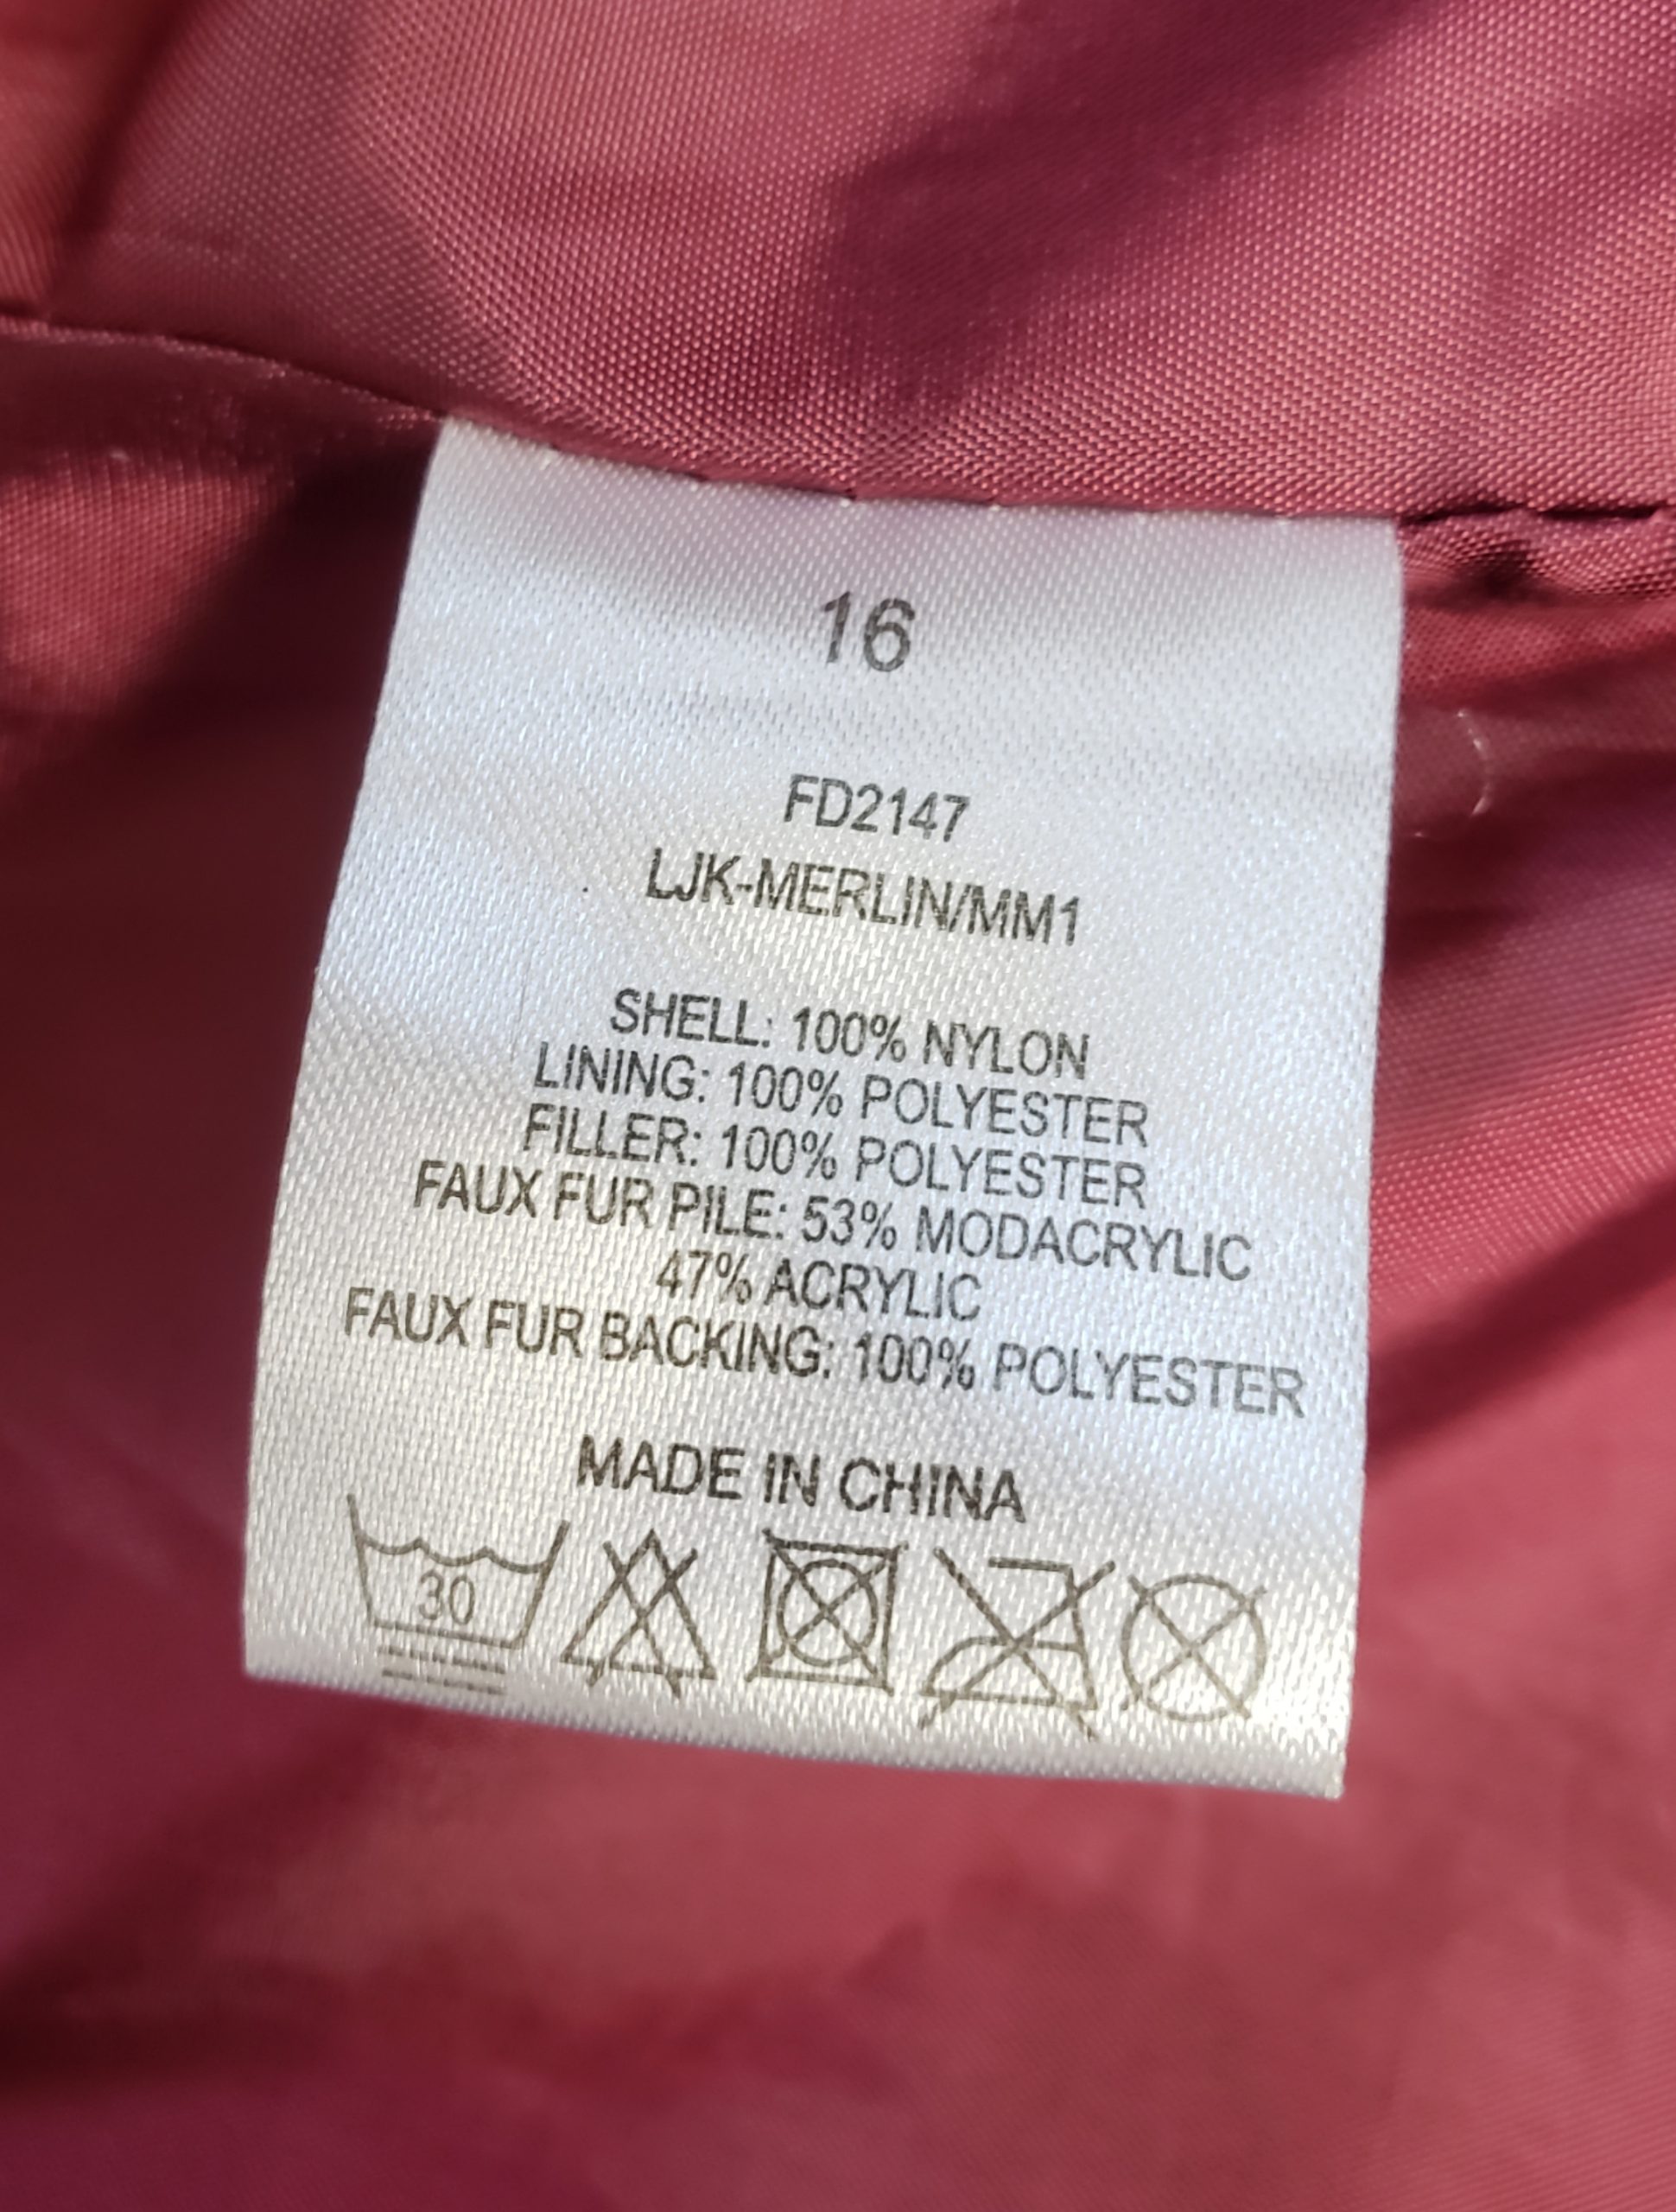 16
FD2147
LJK-MERLIN/MM1
SHELL: 100% NYLON
LINING: 100% POLYESTER
FILLER: 100% POLYESTER
FAUX FUR PILE: 53% MODACRYLIC
47% ACRYLIC
FAUX FUR BACKING: 100% POLYESTER
MADE IN CHINA
30